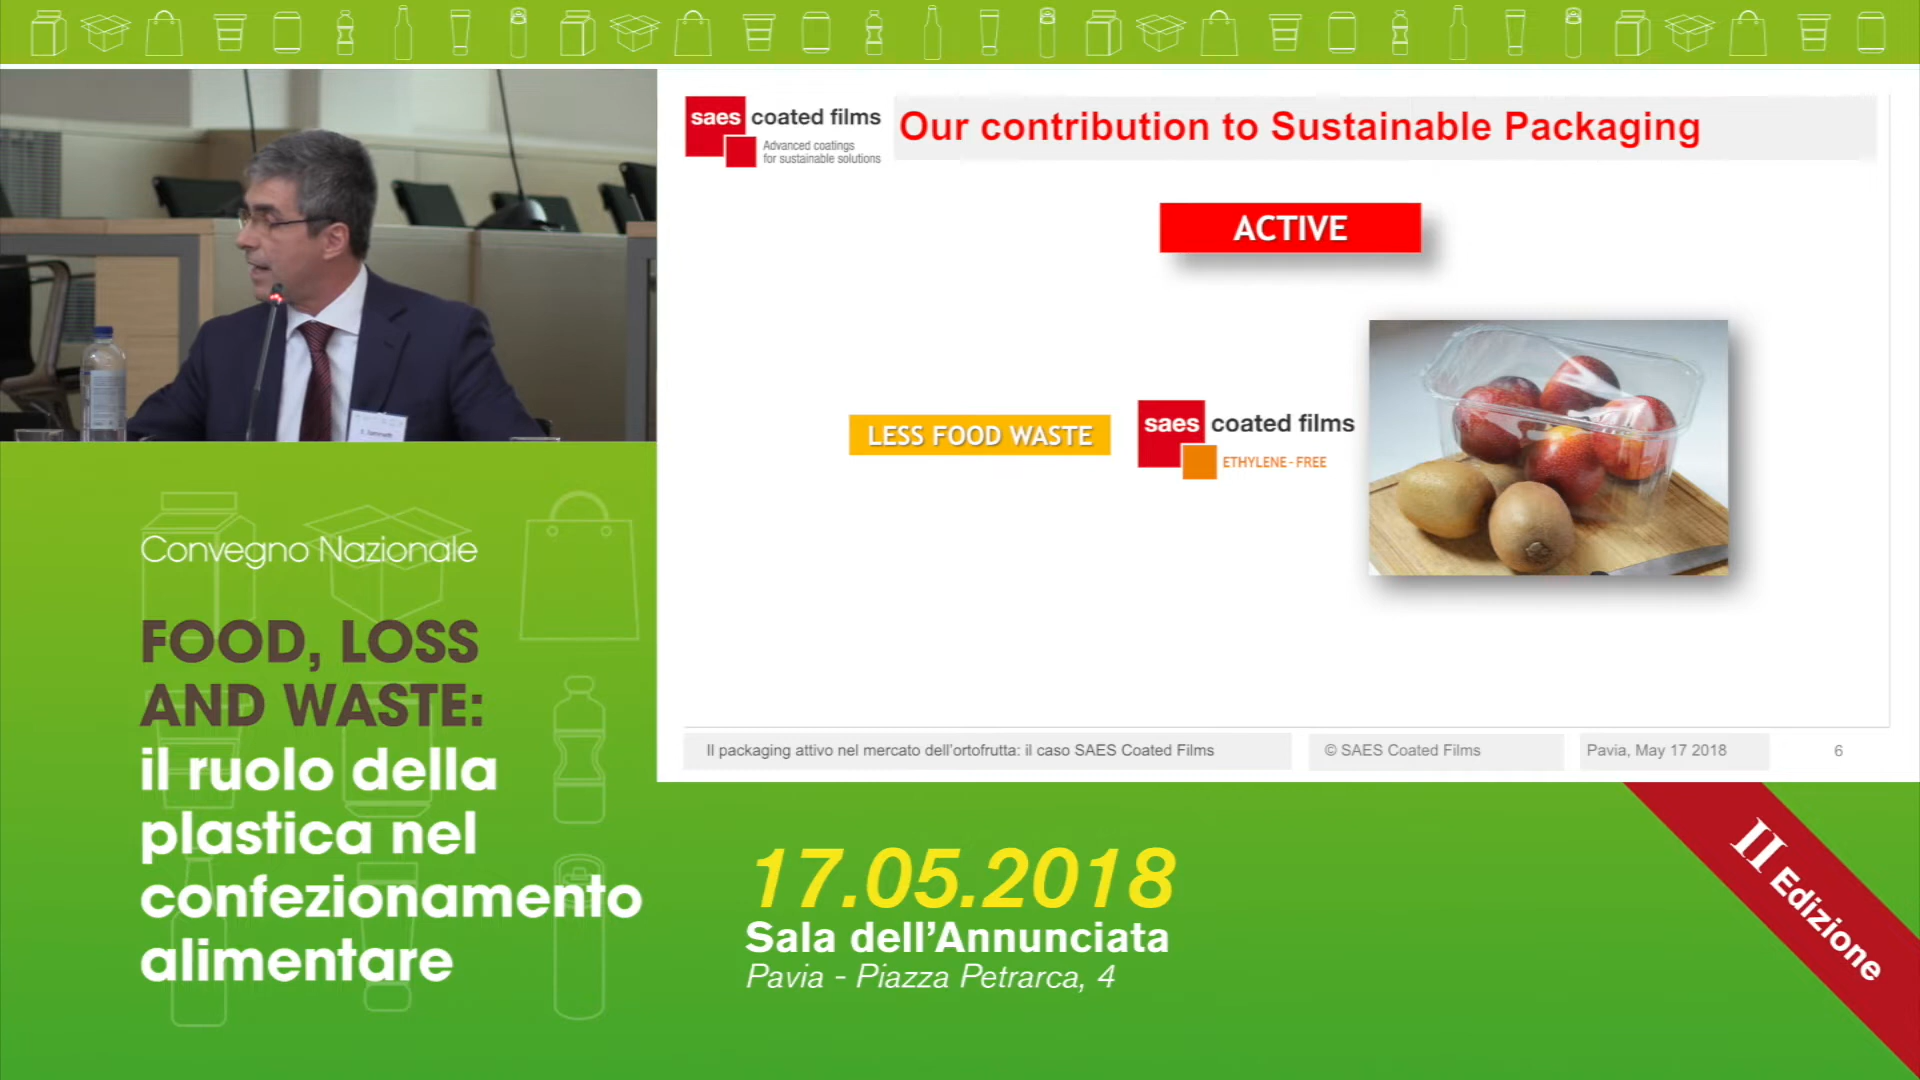 saes coated films
Advanced coatings
for sustainable solutions
Our contribution to Sustainable Packaging
ACTIVE
LESS FOOD WASTE
saes coated films
ETHYLENE - FREE
Il packaging attivo nel mercato dell'ortofrutta: il caso SAES Coated Films
© SAES Coated Films
Pavia, May 17 2018
6
Convegno Nazionale
FOOD, LOSS
AND WASTE:
il ruolo della
plastica nel
confezionamento
alimentare
17.05.2018
Sala dell'Annunciata
Pavia - Piazza Petrarca, 4
II Edizione